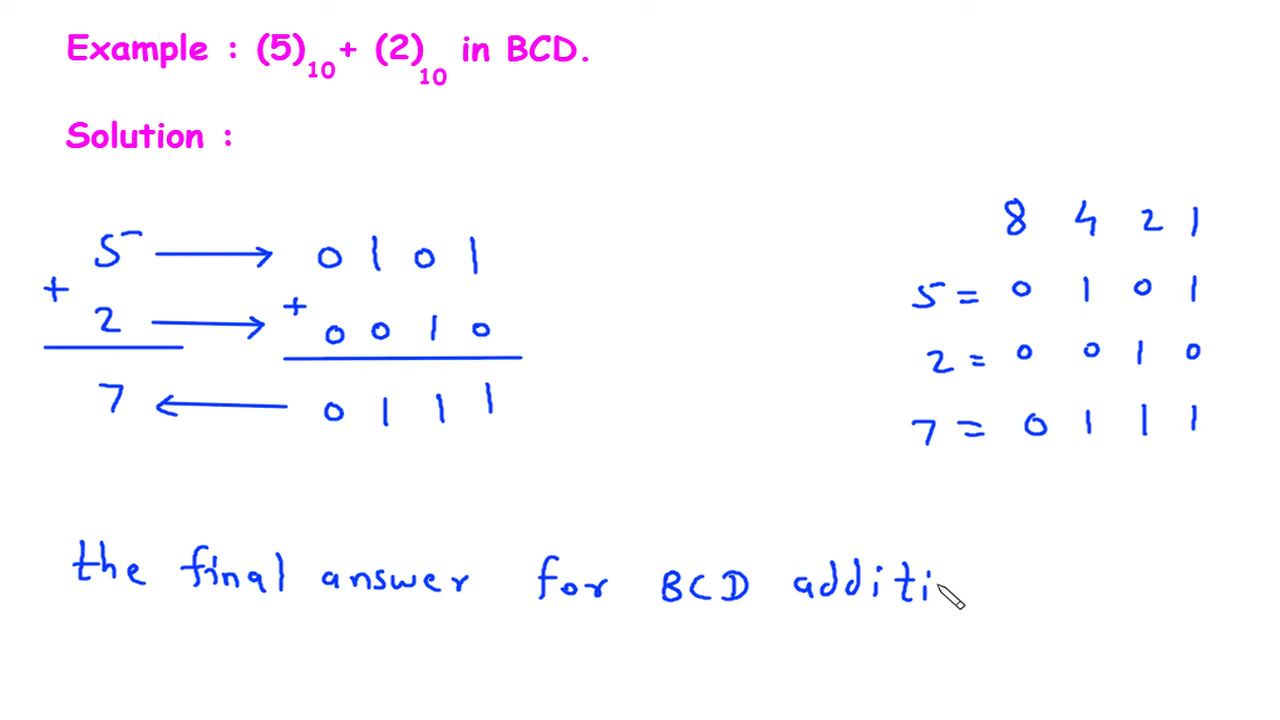 Example : (5)10 + (2)10 in BCD.
Solution :
8 4 2 1
5 → 0 1 0 1
5 = 0 1 0 1
+ 2 → + 0 0 1 0
2 = 0 0 1 0
7 ← 0 1 1 1
7 = 0 1 1 1
the final answer for BCD additi